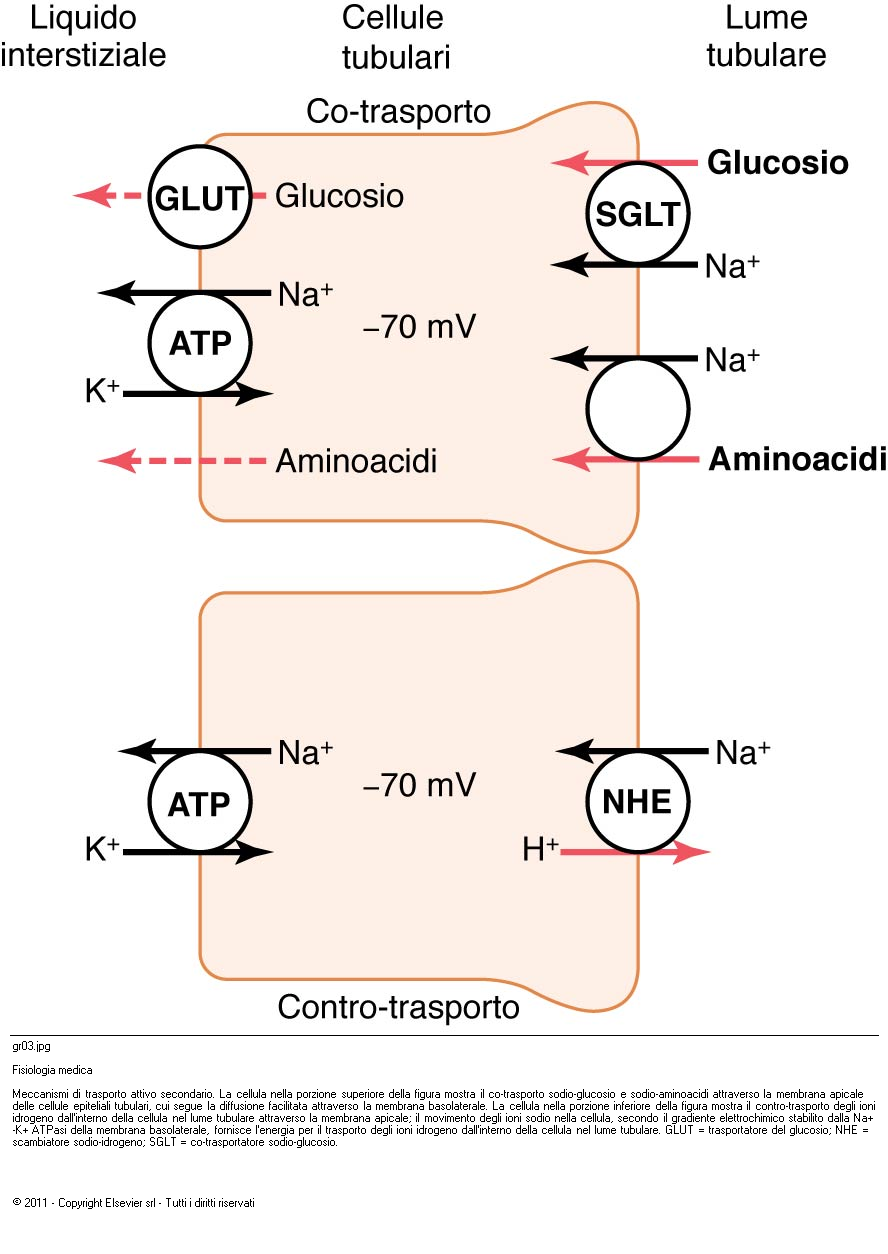 Liquido
interstiziale
Cellule
tubulari
Lume
tubulare
Co-trasporto
GLUT
Glucosio
SGLT
Glucosio
Na+
Na+
ATP
K+
–70 mV
Na+
Aminoacidi
Aminoacidi
Na+
ATP
K+
–70 mV
Na+
NHE
H+
Contro-trasporto
gr03.jpg
Fisiologia medica
Meccanismi di trasporto attivo secondario. La cellula nella porzione superiore della figura mostra il co-trasporto sodio-glucosio e sodio-aminoacidi attraverso la membrana apicale
delle cellule epiteliali tubulari, cui segue la diffusione facilitata attraverso la membrana basolaterale. La cellula nella porzione inferiore della figura mostra il contro-trasporto degli ioni
idrogeno dall'interno della cellula nel lume tubulare attraverso la membrana apicale; il movimento degli ioni sodio nella cellula, secondo il gradiente elettrochimico stabilito dalla Na+
-K+ ATPasi della membrana basolaterale, fornisce l'energia per il trasporto degli ioni idrogeno dall'interno della cellula nel lume tubulare. GLUT = trasportatore del glucosio; NHE =
scambiatore sodio-idrogeno; SGLT = co-trasportatore sodio-glucosio.
© 2011 - Copyright Elsevier srl - Tutti i diritti riservati